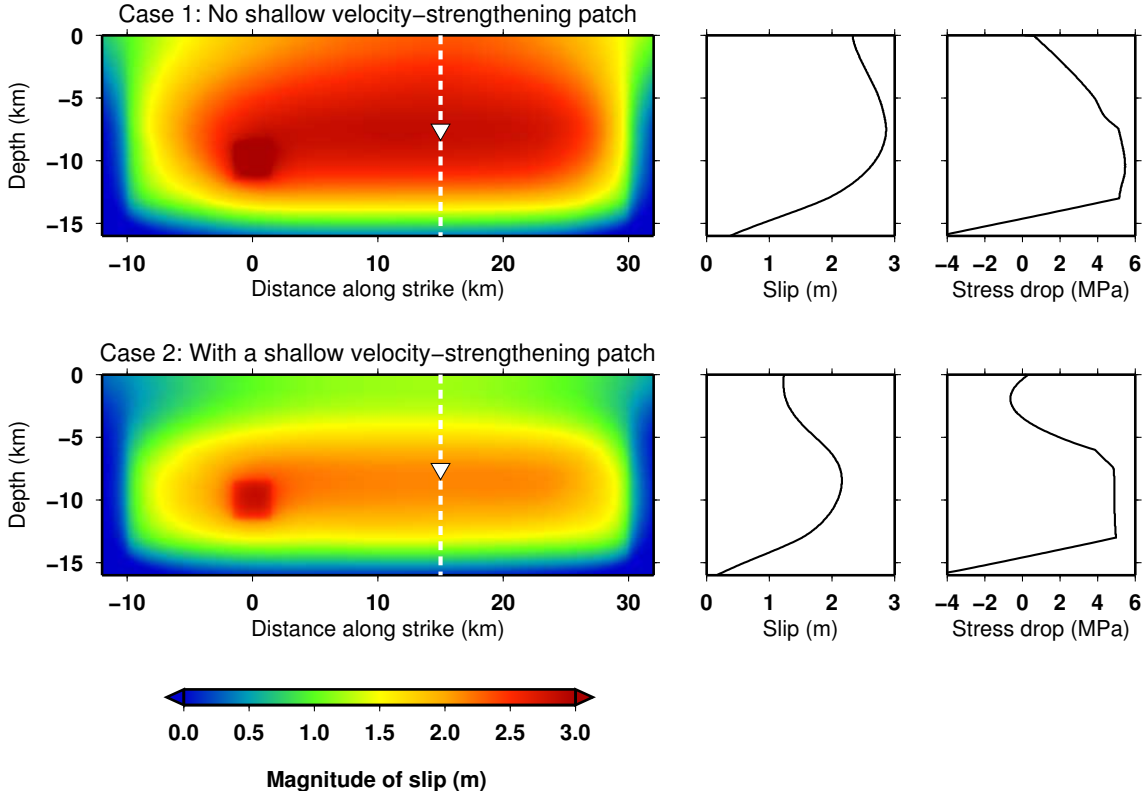 Case 1: No shallow velocity−strengthening patch
0
−5
−10
−15
Depth (km)
−10 0 10 20 30
Distance along strike (km)
0 1 2 3
Slip (m)
−4 −2 0 2 4 6
Stress drop (MPa)
Case 2: With a shallow velocity−strengthening patch
0
−5
−10
−15
Depth (km)
−10 0 10 20 30
Distance along strike (km)
0 1 2 3
Slip (m)
−4 −2 0 2 4 6
Stress drop (MPa)
0.0 0.5 1.0 1.5 2.0 2.5 3.0
Magnitude of slip (m)